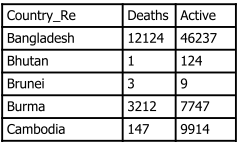 Country_Re Deaths Active
Bangladesh 12124 46237
Bhutan 1 124
Brunei 3 9
Burma 3212 7747
Cambodia 147 9914